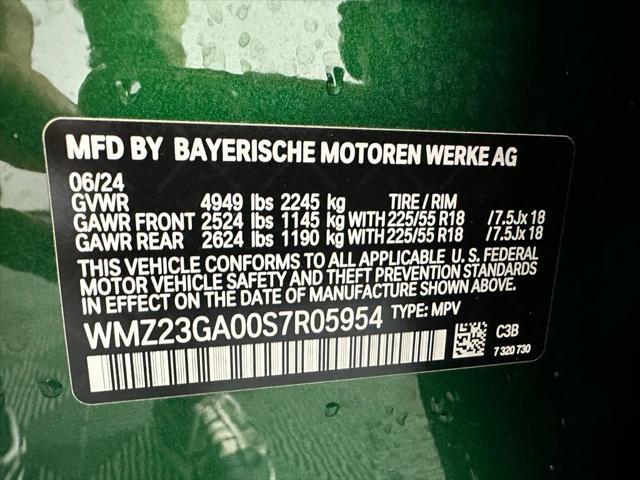 MFD BY BAYERISCHE MOTOREN WERKE AG
06/24
GVWR 4949 lbs 2245 kg TIRE / RIM
GAWR FRONT 2524 lbs 1145 kg WITH 225/55 R18 /7.5Jx 18
GAWR REAR 2624 lbs 1190 kg WITH 225/55 R18 /7.5Jx 18
THIS VEHICLE CONFORMS TO ALL APPLICABLE U. S. FEDERAL
MOTOR VEHICLE SAFETY AND THEFT PREVENTION STANDARDS
IN EFFECT ON THE DATE OF MANUFACTURE SHOWN ABOVE.
WMZ23GA00S7R05954 TYPE: MPV
C3B
7 320 730